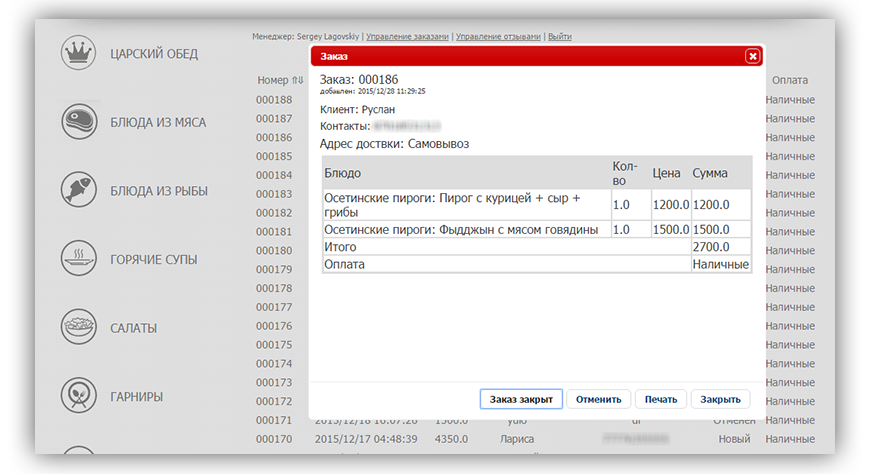 Менеджер: Sergey Lagovskiy | Управление заказами | Управление отзывами | Выйти
ЦАРСКИЙ ОБЕД
БЛЮДА ИЗ МЯСА
БЛЮДА ИЗ РЫБЫ
ГОРЯЧИЕ СУПЫ
САЛАТЫ
ГАРНИРЫ
Номер ⇑⇓
Оплата
000188 Наличные
000187 Наличные
000186 Наличные
000185 Наличные
000184 Наличные
000183 Наличные
000182 Наличные
000181 Наличные
000180 Наличные
000179 Наличные
000178 Наличные
000177 Наличные
000176 Наличные
000175 Наличные
000174 Наличные
000173 Наличные
000172 Наличные
000171 2015/12/18 16:07:26 1500.0 yulo ul Отменен Наличные
000170 2015/12/17 04:48:39 4350.0 Лариса Новый Наличные
Заказ
Заказ: 000186
добавлен: 2015/12/28 11:29:25
Клиент: Руслан
Контакты:
Адрес доствки: Самовывоз
Блюдо Кол-во Цена Сумма
Осетинские пироги: Пирог с курицей + сыр +
грибы 1.0 1200.0 1200.0
Осетинские пироги: Фыдджын с мясом говядины 1.0 1500.0 1500.0
Итого 2700.0
Оплата Наличные
Заказ закрыт Отменить Печать Закрыть